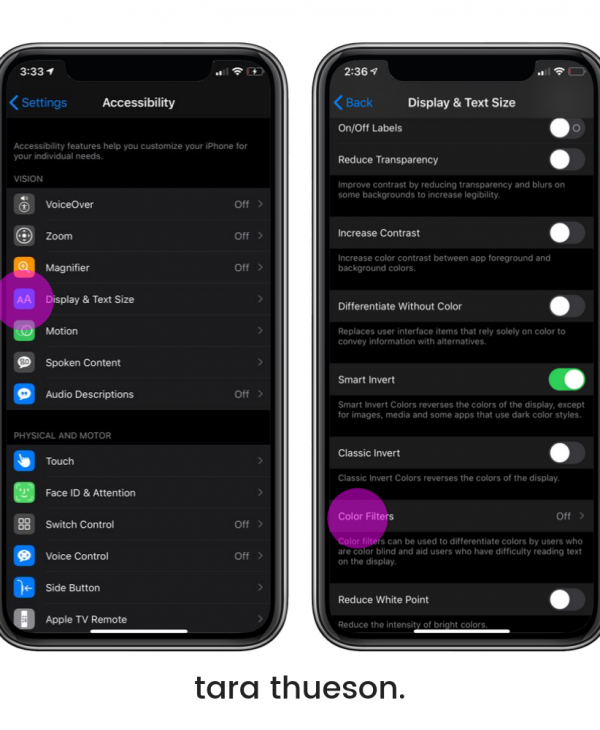 3:33
Settings
Accessibility
Accessibility features help you customize your iPhone for
your individual needs.
VISION
VoiceOver
Off
Zoom
Off
Magnifier
Off
AA
Display & Text Size
Motion
Spoken Content
Audio Descriptions
Off
PHYSICAL AND MOTOR
Touch
Face ID & Attention
Switch Control
Off
Voice Control
Off
Side Button
Apple TV Remote
2:36
Back
Display & Text Size
On/Off Labels
Reduce Transparency
Improve contrast by reducing transparency and blurs on
some backgrounds to increase legibility.
Increase Contrast
Increase color contrast between app foreground and
background colors.
Differentiate Without Color
Replaces user interface items that rely solely on color to
convey information with alternatives.
Smart Invert
Smart Invert Colors reverses the colors of the display, except
for images, media and some apps that use dark color styles.
Classic Invert
Classic Invert Colors reverses the colors of the display.
Color Filters
Off
Color filters can be used to differentiate colors by users who
are color blind and aid users who have difficulty reading text
on the display.
Reduce White Point
Reduce the intensity of bright colors.
tara thueson.